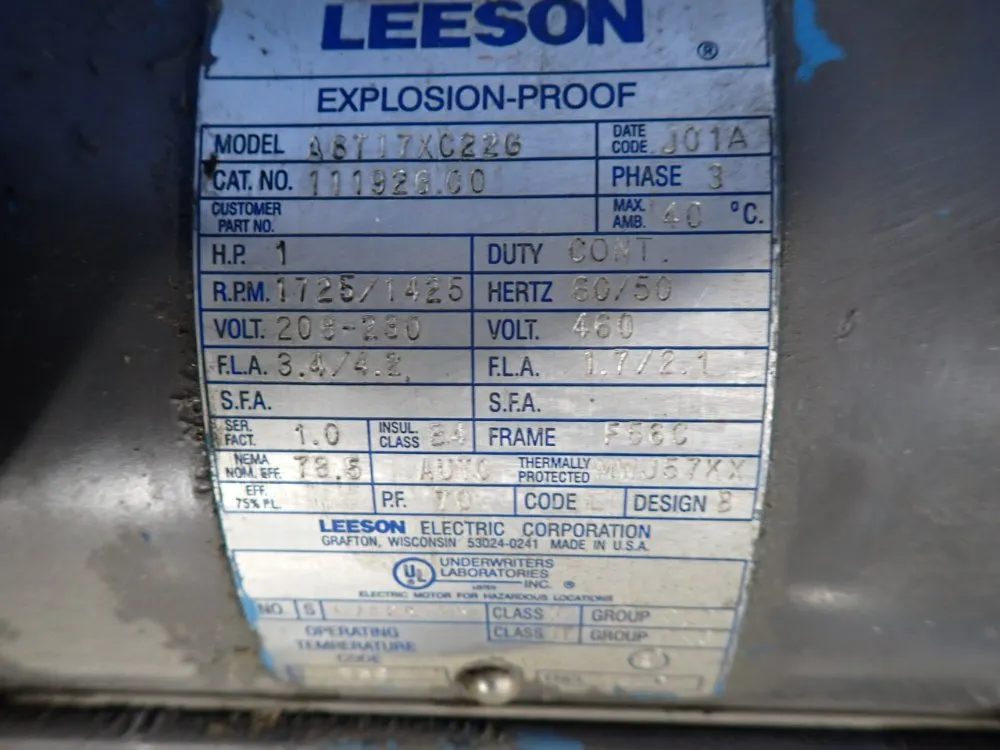 LEESON ®
EXPLOSION-PROOF
MODEL A6T17XC22G DATE CODE J01A
CAT. NO. 111926.00 PHASE 3
CUSTOMER PART NO. MAX. AMB. 40 °C.
H.P. 1 DUTY CONT.
R.P.M. 1725/1425 HERTZ 60/50
VOLT. 208-230 VOLT. 460
F.L.A. 3.4/4.2 F.L.A. 1.7/2.1
S.F.A. S.F.A.
SER. FACT. 1.0 INSUL. CLASS B4 FRAME F56C
NEMA NOM. EFF. 78.5 AUTO THERMALLY PROTECTED
EFF. 75% FL. P.F. 70 CODE DESIGN B
LEESON ELECTRIC CORPORATION
GRAFTON, WISCONSIN 53024-0241 MADE IN U.S.A.
UL UNDERWRITERS
LABORATORIES
INC. ®
ELECTRIC MOTOR FOR HAZARDOUS LOCATIONS
NO. S CLASS GROUP
OPERATING CLASS GROUP
TEMPERATURE
CODE